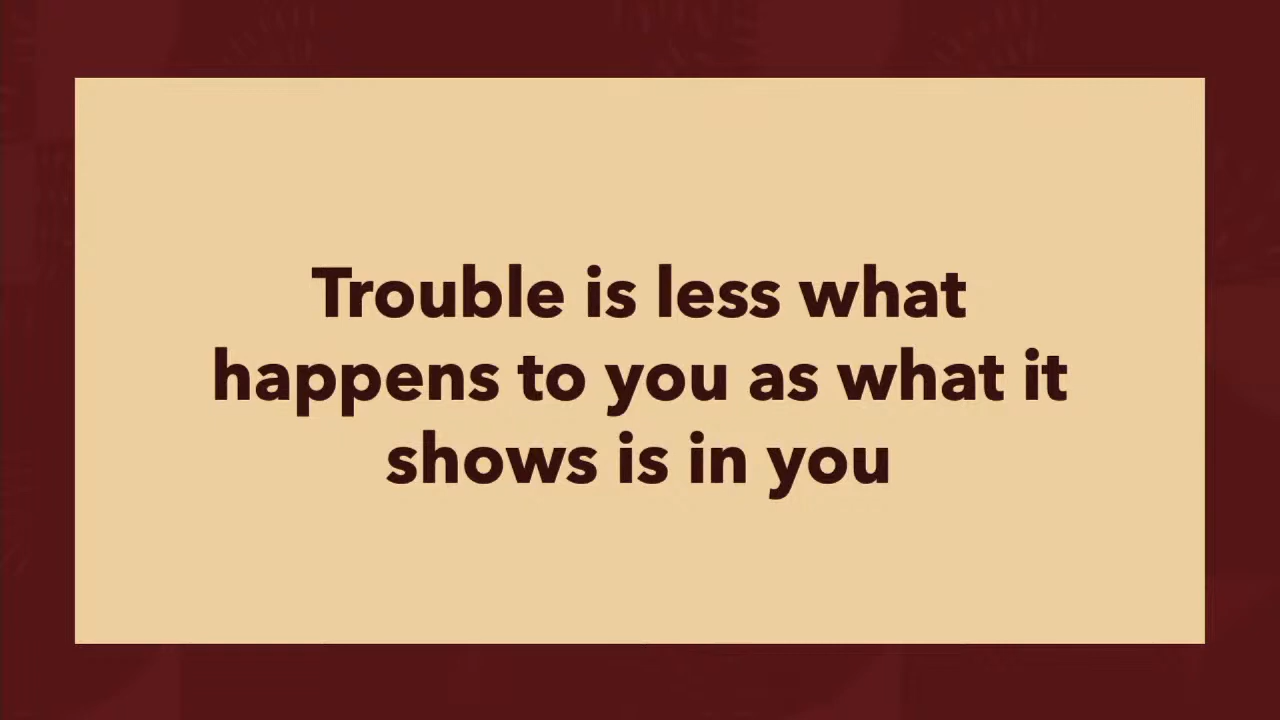 Trouble is less what
happens to you as what it
shows is in you